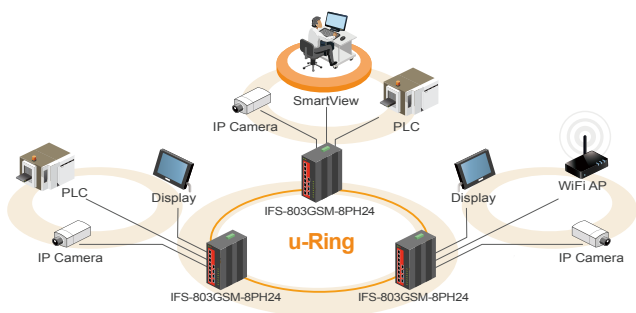 SmartView
IP Camera
PLC
PLC
Display
Display
WiFi AP
IFS-803GSM-8PH24
u-Ring
IP Camera
IP Camera
IFS-803GSM-8PH24
IFS-803GSM-8PH24